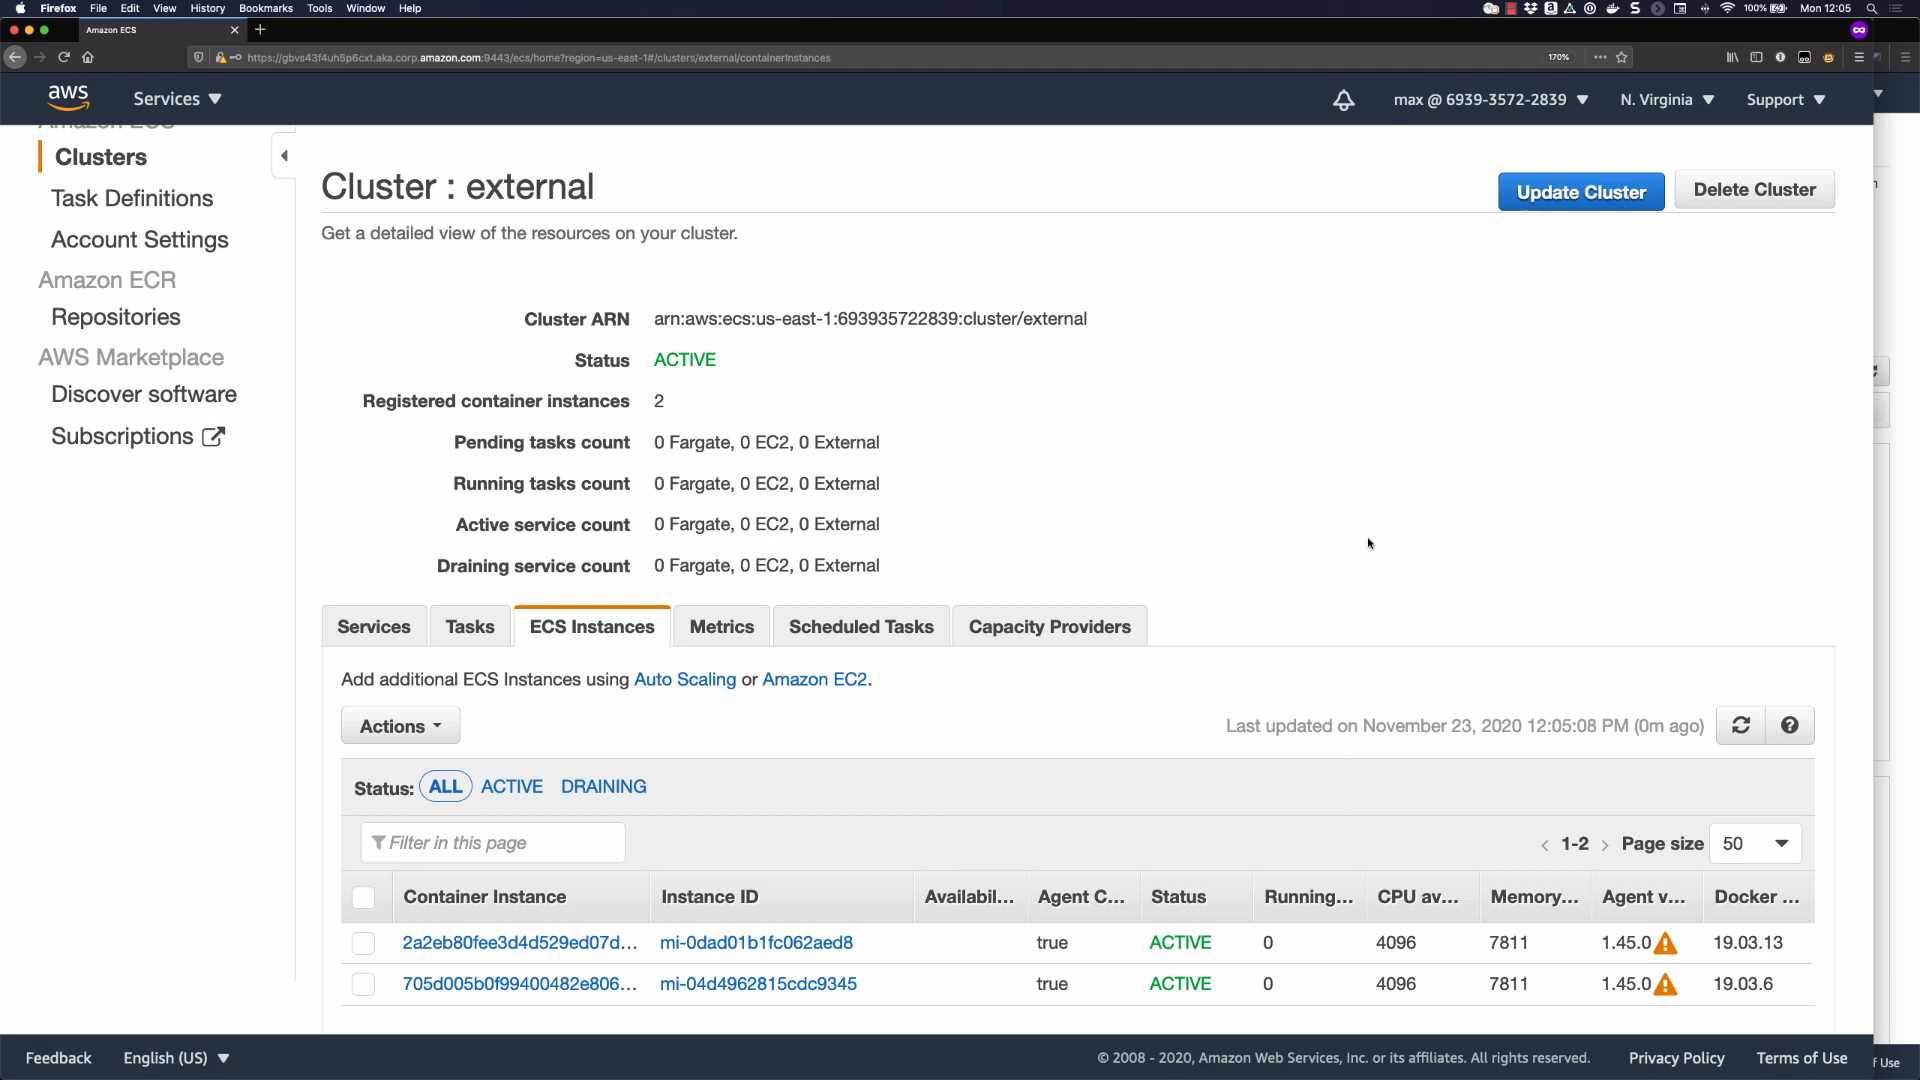 Firefox File Edit View History Bookmarks Tools Window Help 100% Mon 12:05
Amazon ECS
https://gbvs43f4uh5p6cxt.aka.corp.amazon.com:9443/ecs/home?region=us-east-1#/clusters/external/containerInstances 170%
aws Services max @ 6939-3572-2839 N. Virginia Support
Amazon ECS
Clusters
Task Definitions
Account Settings
Amazon ECR
Repositories
AWS Marketplace
Discover software
Subscriptions
Cluster : external
Update Cluster Delete Cluster
Get a detailed view of the resources on your cluster.
Cluster ARN arn:aws:ecs:us-east-1:693935722839:cluster/external
Status ACTIVE
Registered container instances 2
Pending tasks count 0 Fargate, 0 EC2, 0 External
Running tasks count 0 Fargate, 0 EC2, 0 External
Active service count 0 Fargate, 0 EC2, 0 External
Draining service count 0 Fargate, 0 EC2, 0 External
Services Tasks ECS Instances Metrics Scheduled Tasks Capacity Providers
Add additional ECS Instances using Auto Scaling or Amazon EC2.
Actions Last updated on November 23, 2020 12:05:08 PM (0m ago)
Status: ALL ACTIVE DRAINING
Filter in this page 1-2 Page size 50
Container Instance Instance ID Availabil... Agent C... Status Running... CPU av... Memory... Agent v... Docker ...
2a2eb80fee3d4d529ed07d... mi-0dad01b1fc062aed8 true ACTIVE 0 4096 7811 1.45.0 19.03.13
705d005b0f99400482e806... mi-04d4962815cdc9345 true ACTIVE 0 4096 7811 1.45.0 19.03.6
Feedback English (US) © 2008 - 2020, Amazon Web Services, Inc. or its affiliates. All rights reserved. Privacy Policy Terms of Use f Use